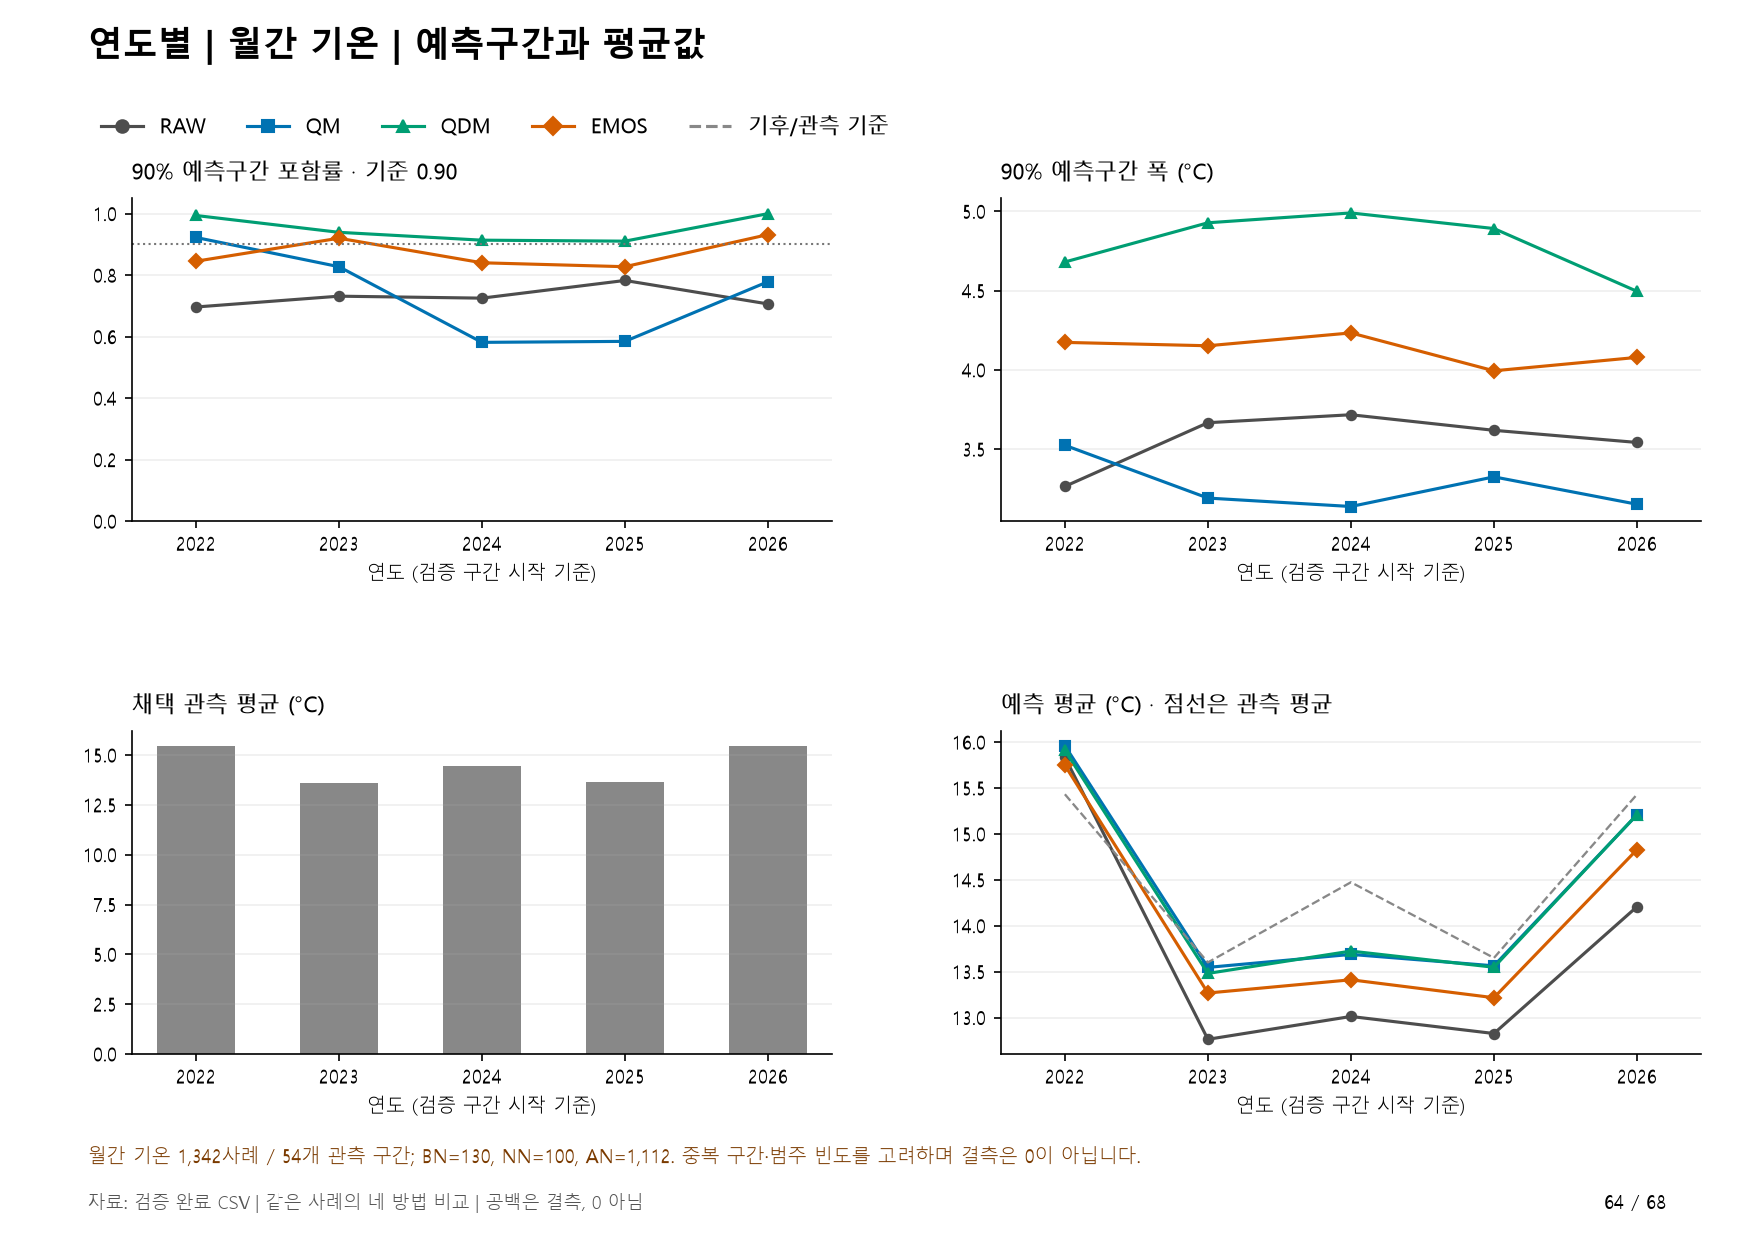 연도별 | 월간 기온 | 예측구간과 평균값
RAW QM QDM EMOS 기후/관측 기준
90% 예측구간 포함률 · 기준 0.90
1.0
0.8
0.6
0.4
0.2
0.0
2022 2023 2024 2025 2026
연도 (검증 구간 시작 기준)
90% 예측구간 폭 (°C)
5.0
4.5
4.0
3.5
2022 2023 2024 2025 2026
연도 (검증 구간 시작 기준)
채택 관측 평균 (°C)
15.0
12.5
10.0
7.5
5.0
2.5
0.0
2022 2023 2024 2025 2026
연도 (검증 구간 시작 기준)
예측 평균 (°C) · 점선은 관측 평균
16.0
15.5
15.0
14.5
14.0
13.5
13.0
2022 2023 2024 2025 2026
연도 (검증 구간 시작 기준)
월간 기온 1,342사례 / 54개 관측 구간; BN=130, NN=100, AN=1,112. 중복 구간·범주 빈도를 고려하며 결측은 0이 아닙니다.
자료: 검증 완료 CSV | 같은 사례의 네 방법 비교 | 공백은 결측, 0 아님
64 / 68